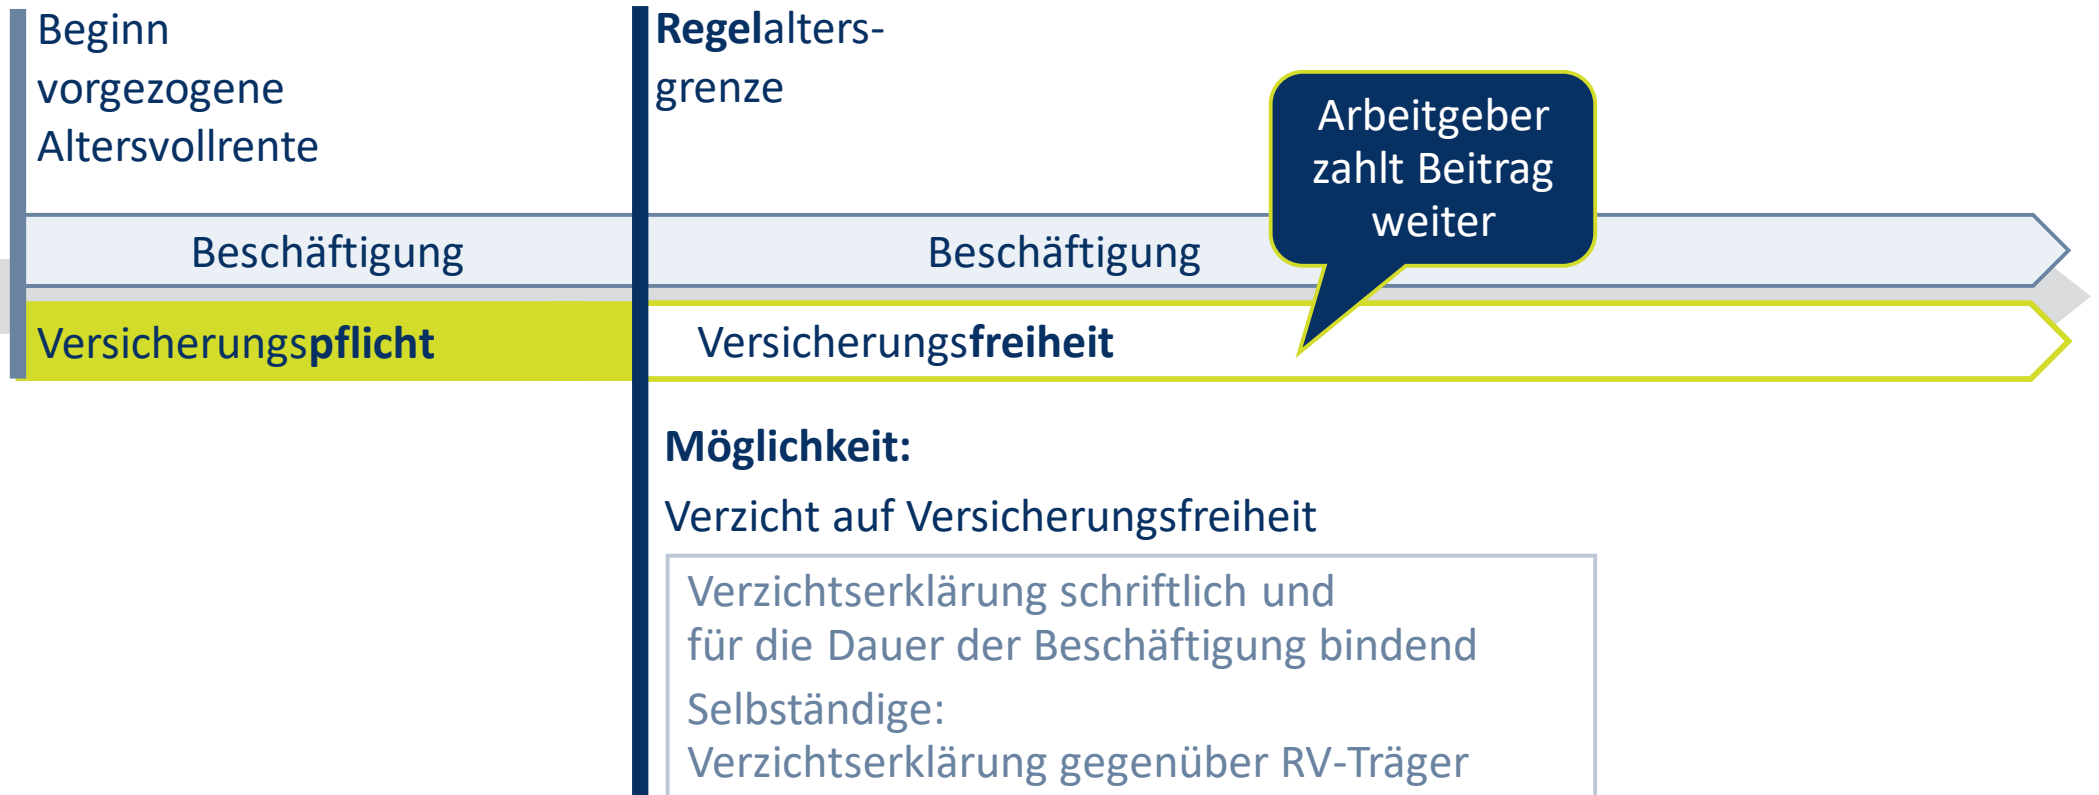 Beginn
vorgezogene
Altersvollrente
Regelalters-
grenze
Arbeitgeber
zahlt Beitrag
weiter
Beschäftigung
Beschäftigung
Versicherungspflicht
Versicherungsfreiheit
Möglichkeit:
Verzicht auf Versicherungsfreiheit
Verzichtserklärung schriftlich und
für die Dauer der Beschäftigung bindend
Selbständige:
Verzichtserklärung gegenüber RV-Träger